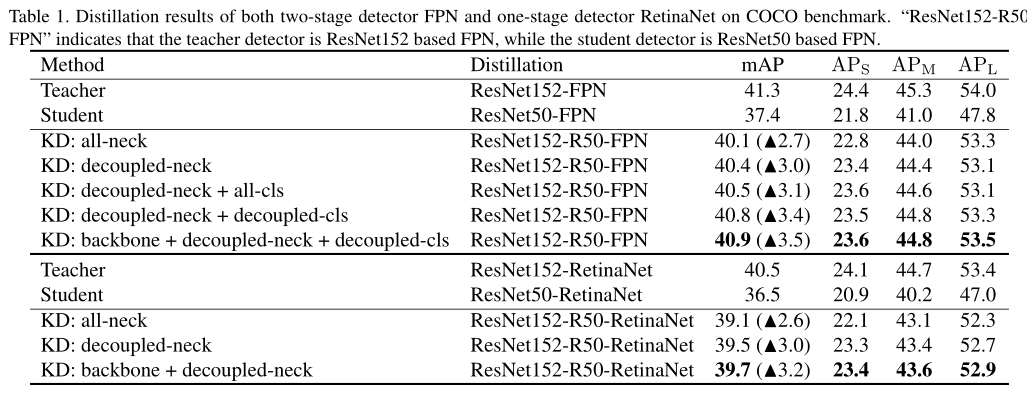 Table 1. Distillation results of both two-stage detector FPN and one-stage detector RetinaNet on COCO benchmark. “ResNet152-R50
FPN” indicates that the teacher detector is ResNet152 based FPN, while the student detector is ResNet50 based FPN.
Method Distillation mAP AP_S AP_M AP_L
Teacher ResNet152-FPN 41.3 24.4 45.3 54.0
Student ResNet50-FPN 37.4 21.8 41.0 47.8
KD: all-neck ResNet152-R50-FPN 40.1 (▲2.7) 22.8 44.0 53.3
KD: decoupled-neck ResNet152-R50-FPN 40.4 (▲3.0) 23.4 44.4 53.1
KD: decoupled-neck + all-cls ResNet152-R50-FPN 40.5 (▲3.1) 23.6 44.6 53.1
KD: decoupled-neck + decoupled-cls ResNet152-R50-FPN 40.8 (▲3.4) 23.5 44.8 53.3
KD: backbone + decoupled-neck + decoupled-cls ResNet152-R50-FPN 40.9 (▲3.5) 23.6 44.8 53.5
Teacher ResNet152-RetinaNet 40.5 24.1 44.7 53.4
Student ResNet50-RetinaNet 36.5 20.9 40.2 47.0
KD: all-neck ResNet152-R50-RetinaNet 39.1 (▲2.6) 22.1 43.1 52.3
KD: decoupled-neck ResNet152-R50-RetinaNet 39.5 (▲3.0) 23.3 43.4 52.7
KD: backbone + decoupled-neck ResNet152-R50-RetinaNet 39.7 (▲3.2) 23.4 43.6 52.9